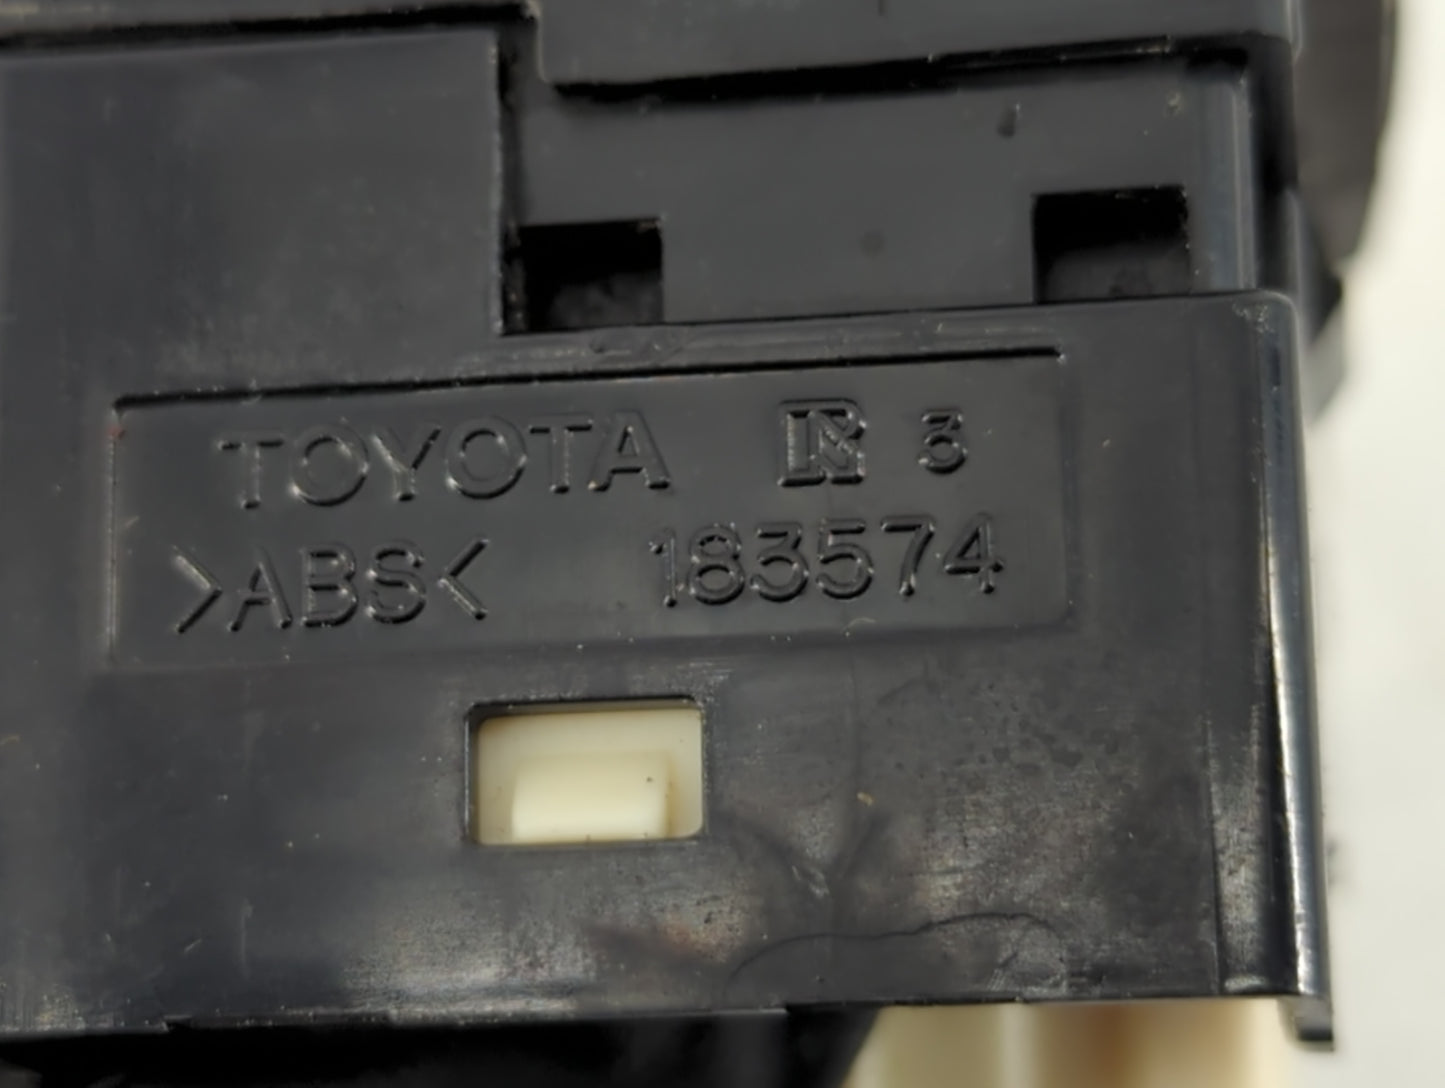 TOYOTA R 3
>ABS< 183574